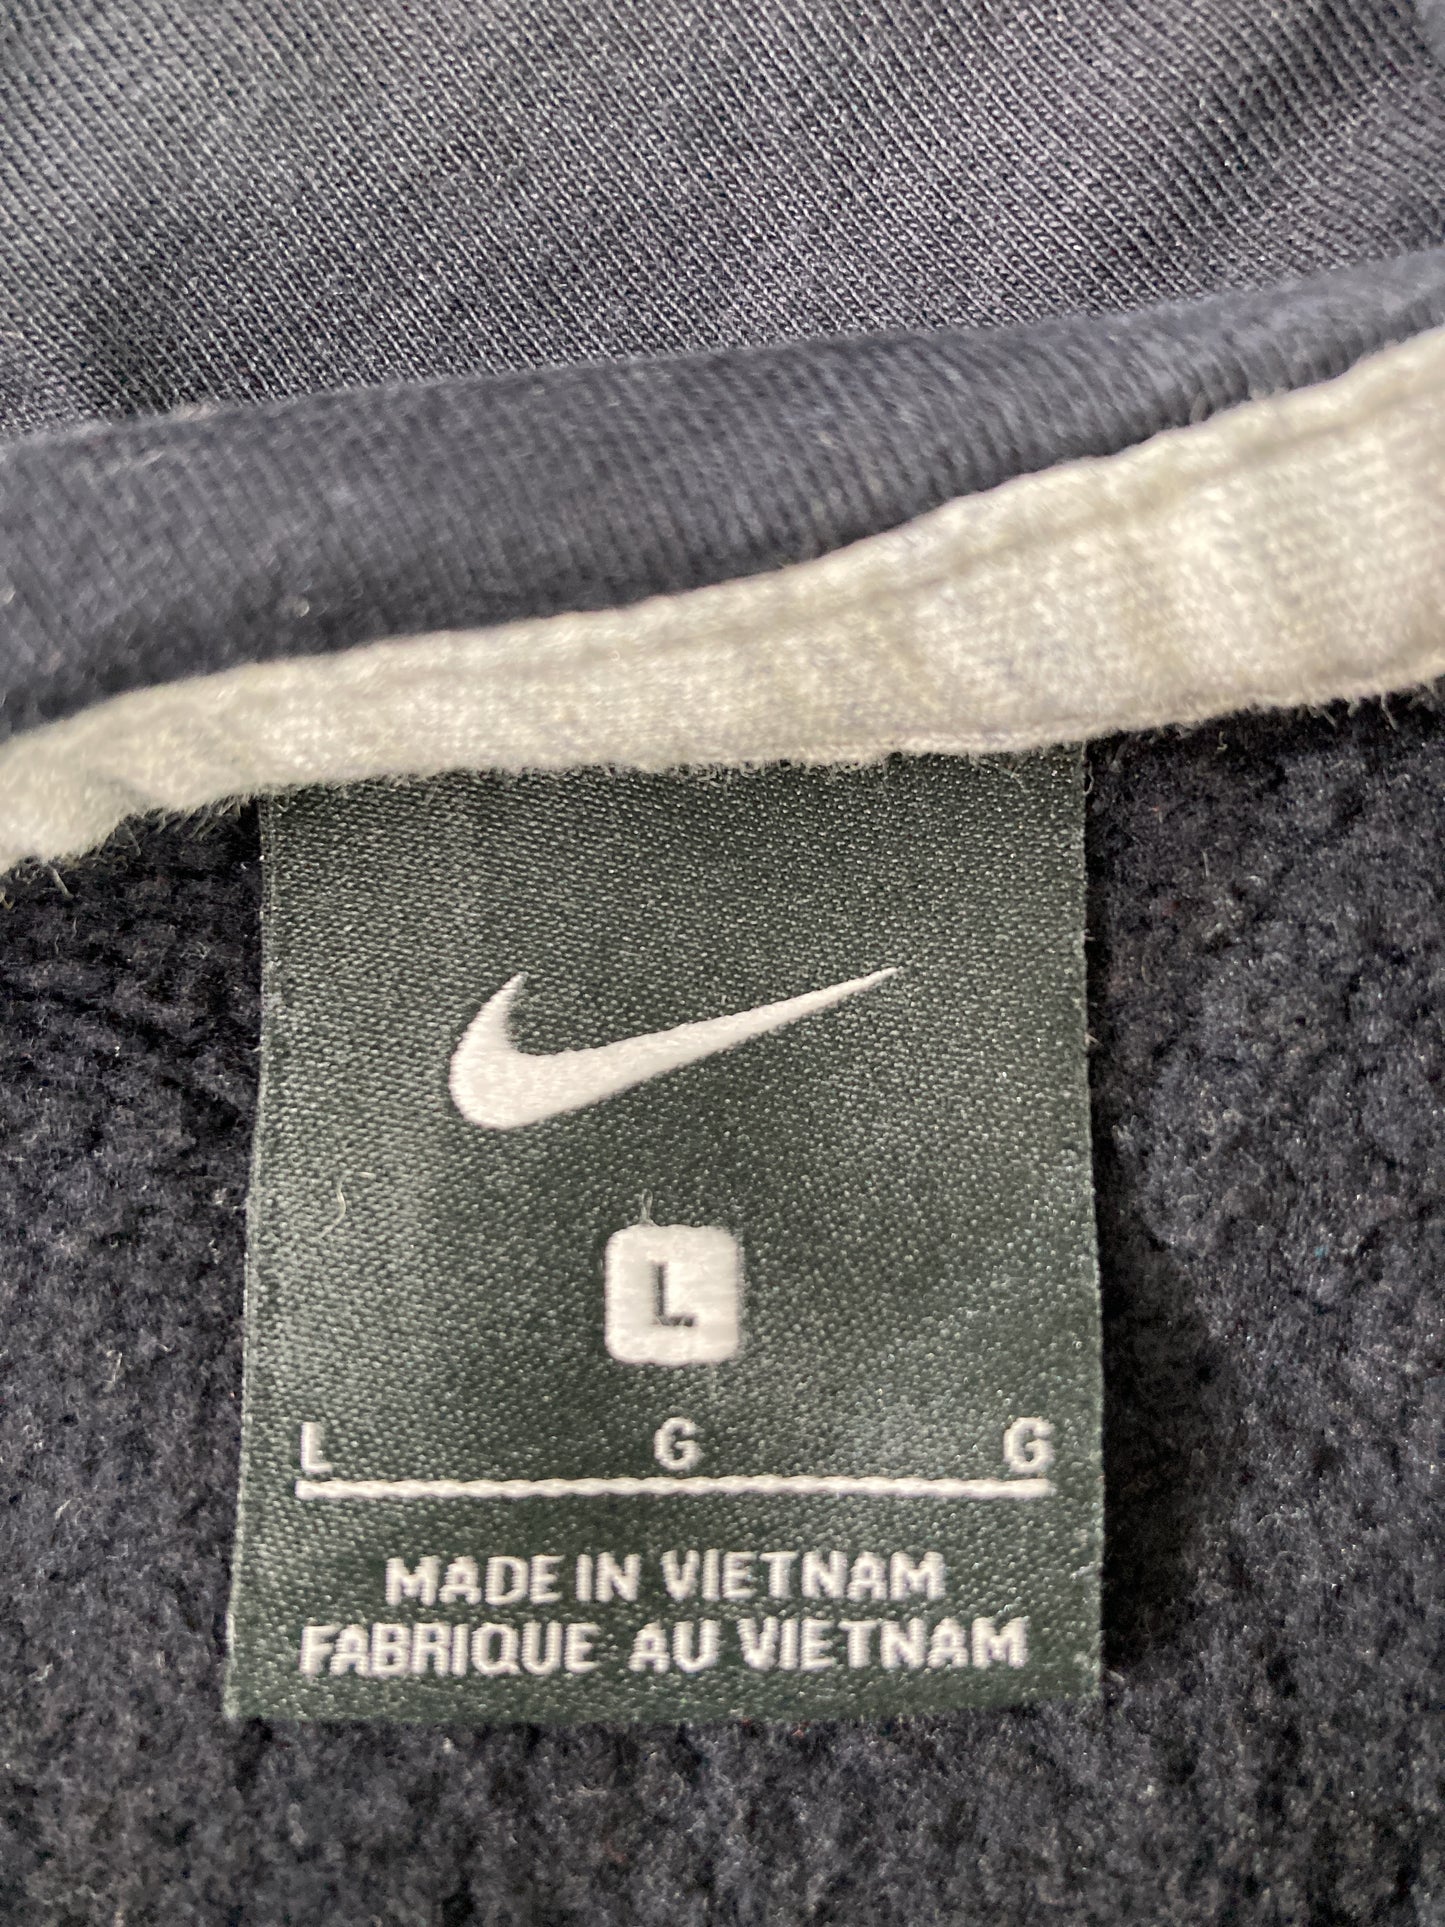 L
L G G
MADE IN VIETNAM
FABRIQUE AU VIETNAM